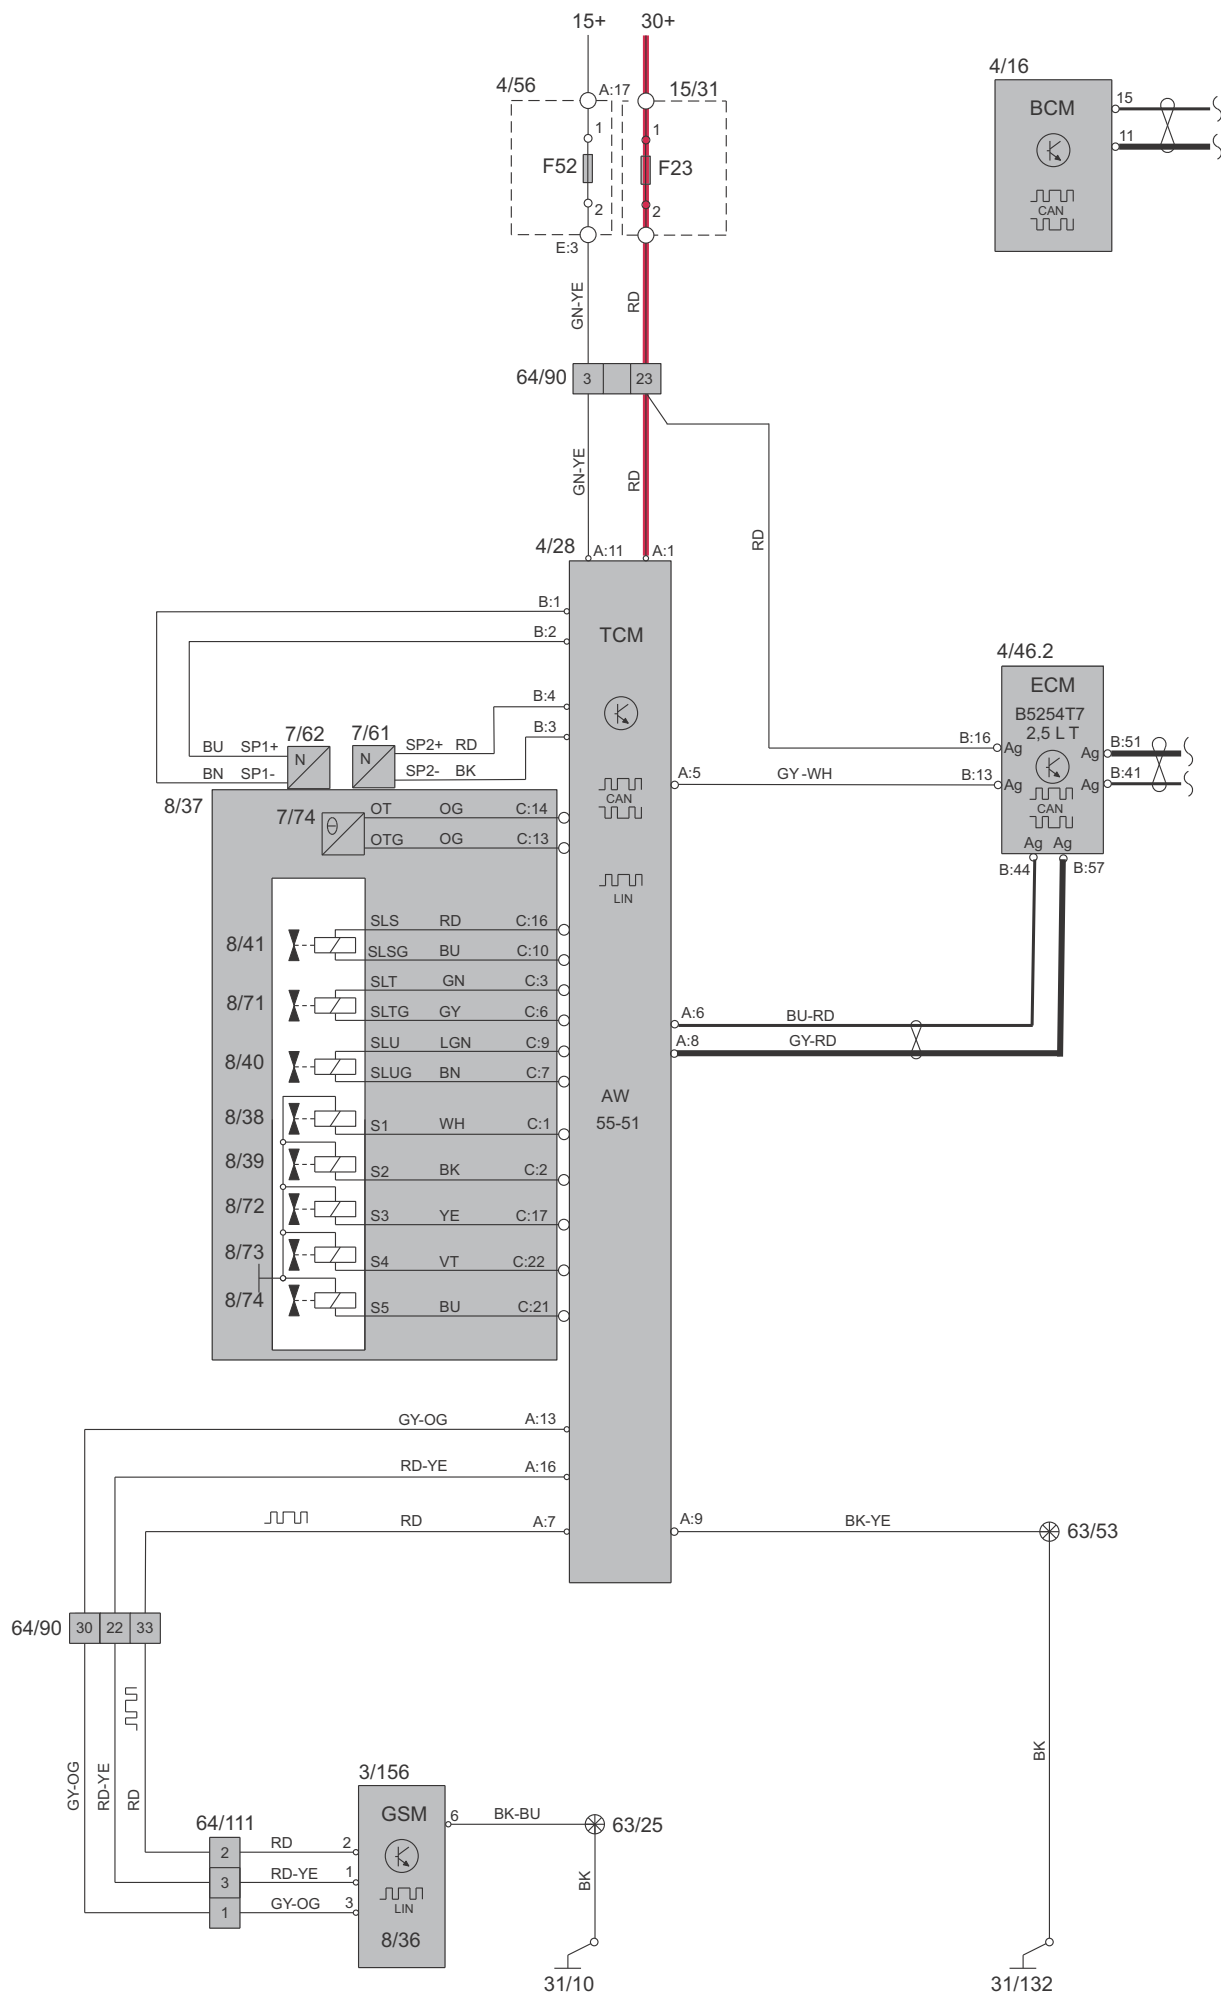 15+ 30+
4/16
4/56 A:17 15/31
BCM 15
1 1
F52 F23
11
CAN
2 2
E:3
GN-YE RD
64/90 3 23
GN-YE RD
RD
4/28 A:11 A:1
B:1
TCM
B:2
4/46.2
ECM
B5254T7
2,5 L T
B:4
B:3
7/62 7/61
BU SP1+ N N SP2+ RD
BN SP1- SP2- BK
B:16 Ag Ag B:51
A:5 GY-WH B:13 Ag Ag B:41
CAN CAN
8/37 7/74 θ OT OG C:14
OTG OG C:13
Ag Ag
B:44 B:57
LIN
8/41 SLS RD C:16
SLSG BU C:10
8/71 SLT GN C:3
SLTG GY C:6
A:6 BU-RD
A:8 GY-RD
8/40 SLU LGN C:9
SLUG BN C:7
AW
55-51
8/38 S1 WH C:1
8/39 S2 BK C:2
8/72 S3 YE C:17
8/73 S4 VT C:22
8/74 S5 BU C:21
GY-OG A:13
RD-YE A:16
RD A:7
A:9 BK-YE 63/53
64/90 30 22 33
GY-OG RD-YE RD
BK
3/156
64/111 GSM 6 BK-BU 63/25
2 RD 2
3 RD-YE 1
1 GY-OG 3
LIN
8/36
BK
31/10 31/132